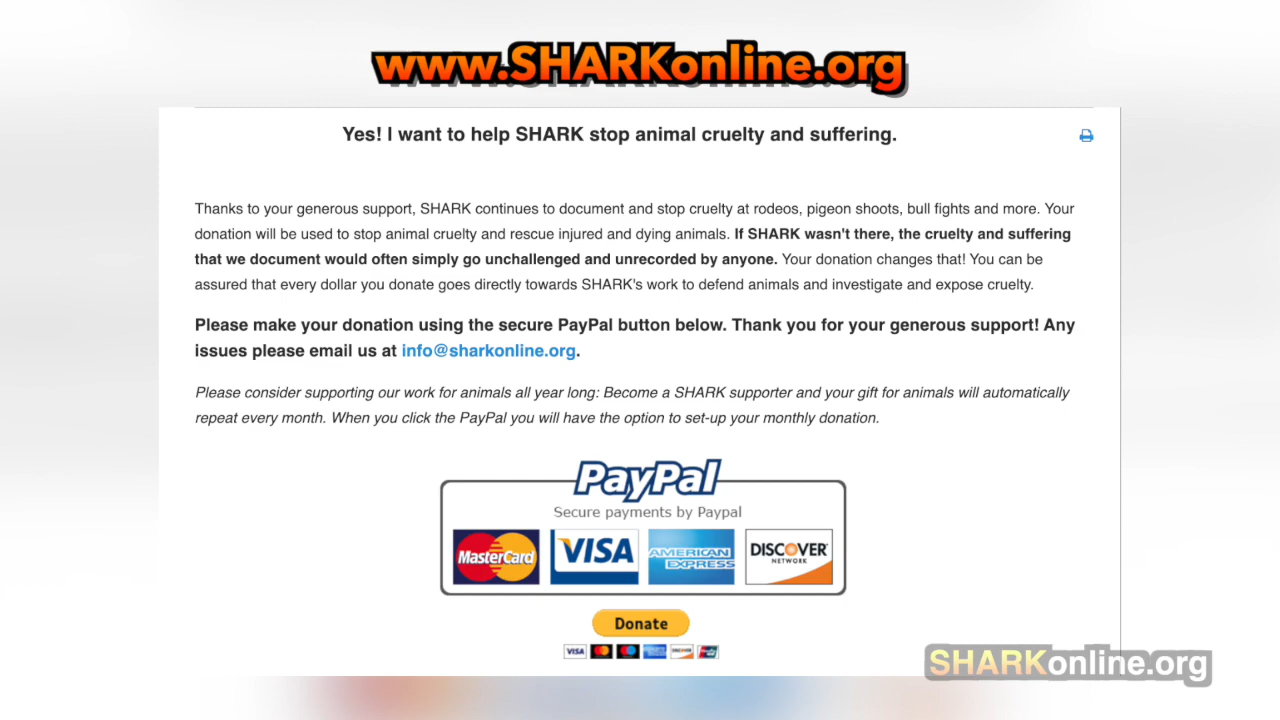 www.SHARKonline.org
Yes! I want to help SHARK stop animal cruelty and suffering.
Thanks to your generous support, SHARK continues to document and stop cruelty at rodeos, pigeon shoots, bull fights and more. Your
donation will be used to stop animal cruelty and rescue injured and dying animals. If SHARK wasn't there, the cruelty and suffering
that we document would often simply go unchallenged and unrecorded by anyone. Your donation changes that! You can be
assured that every dollar you donate goes directly towards SHARK's work to defend animals and investigate and expose cruelty.
Please make your donation using the secure PayPal button below. Thank you for your generous support! Any
issues please email us at info@sharkonline.org.
Please consider supporting our work for animals all year long: Become a SHARK supporter and your gift for animals will automatically
repeat every month. When you click the PayPal you will have the option to set-up your monthly donation.
PayPal
Secure payments by Paypal
MasterCard VISA AMERICAN EXPRESS DISCOVER NETWORK
Donate
VISA
SHARKonline.org